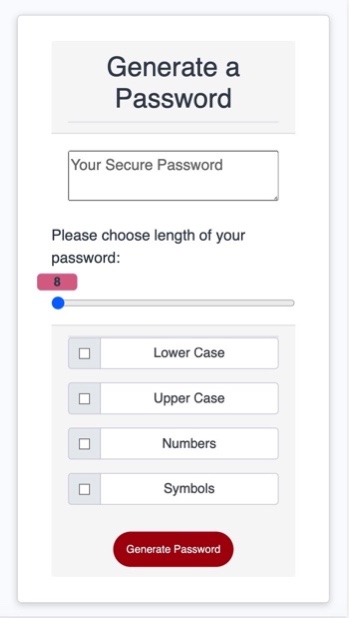 Generate a
Password
Your Secure Password
Please choose length of your
password:
8
Lower Case
Upper Case
Numbers
Symbols
Generate Password